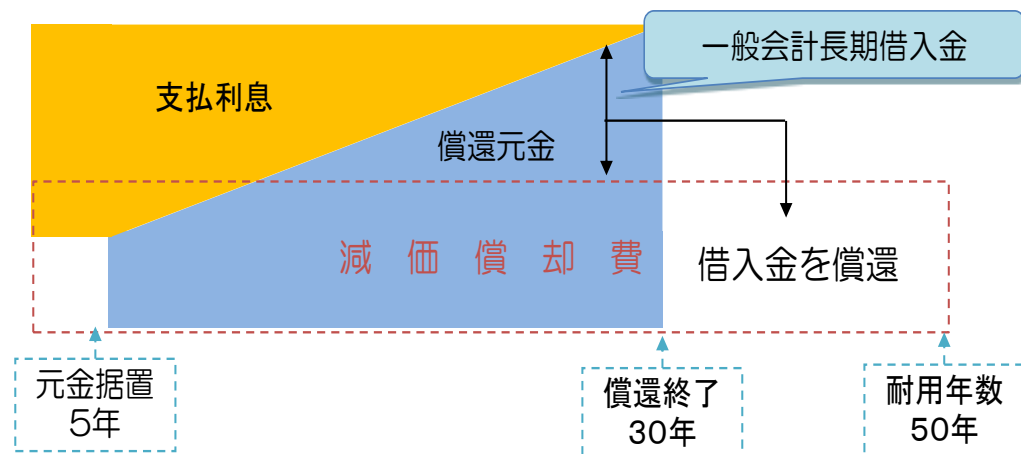 一般会計長期借入金
支払利息
償還元金
減価償却費
借入金を償還
元金据置
5年
償還終了
30年
耐用年数
50年